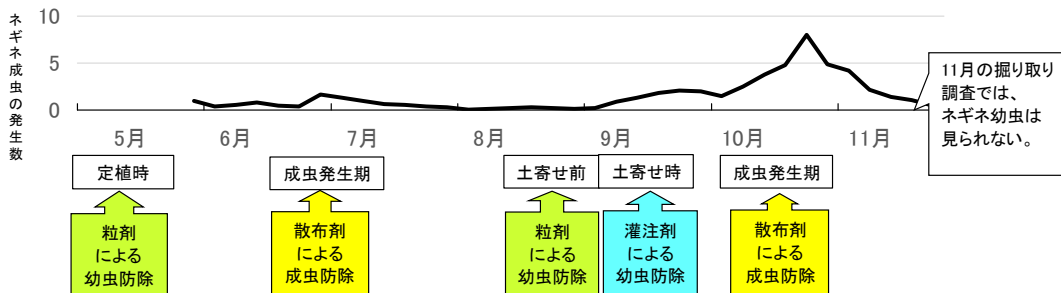 ネギネ成虫の発生数
10
5
0
5月
6月
7月
8月
9月
10月
11月
11月の掘り取り
調査では、
ネギネ幼虫は
見られない。
定植時
成虫発生期
土寄せ前
土寄せ時
成虫発生期
粒剤
による
幼虫防除
散布剤
による
成虫防除
粒剤
による
幼虫防除
灌注剤
による
幼虫防除
散布剤
による
成虫防除